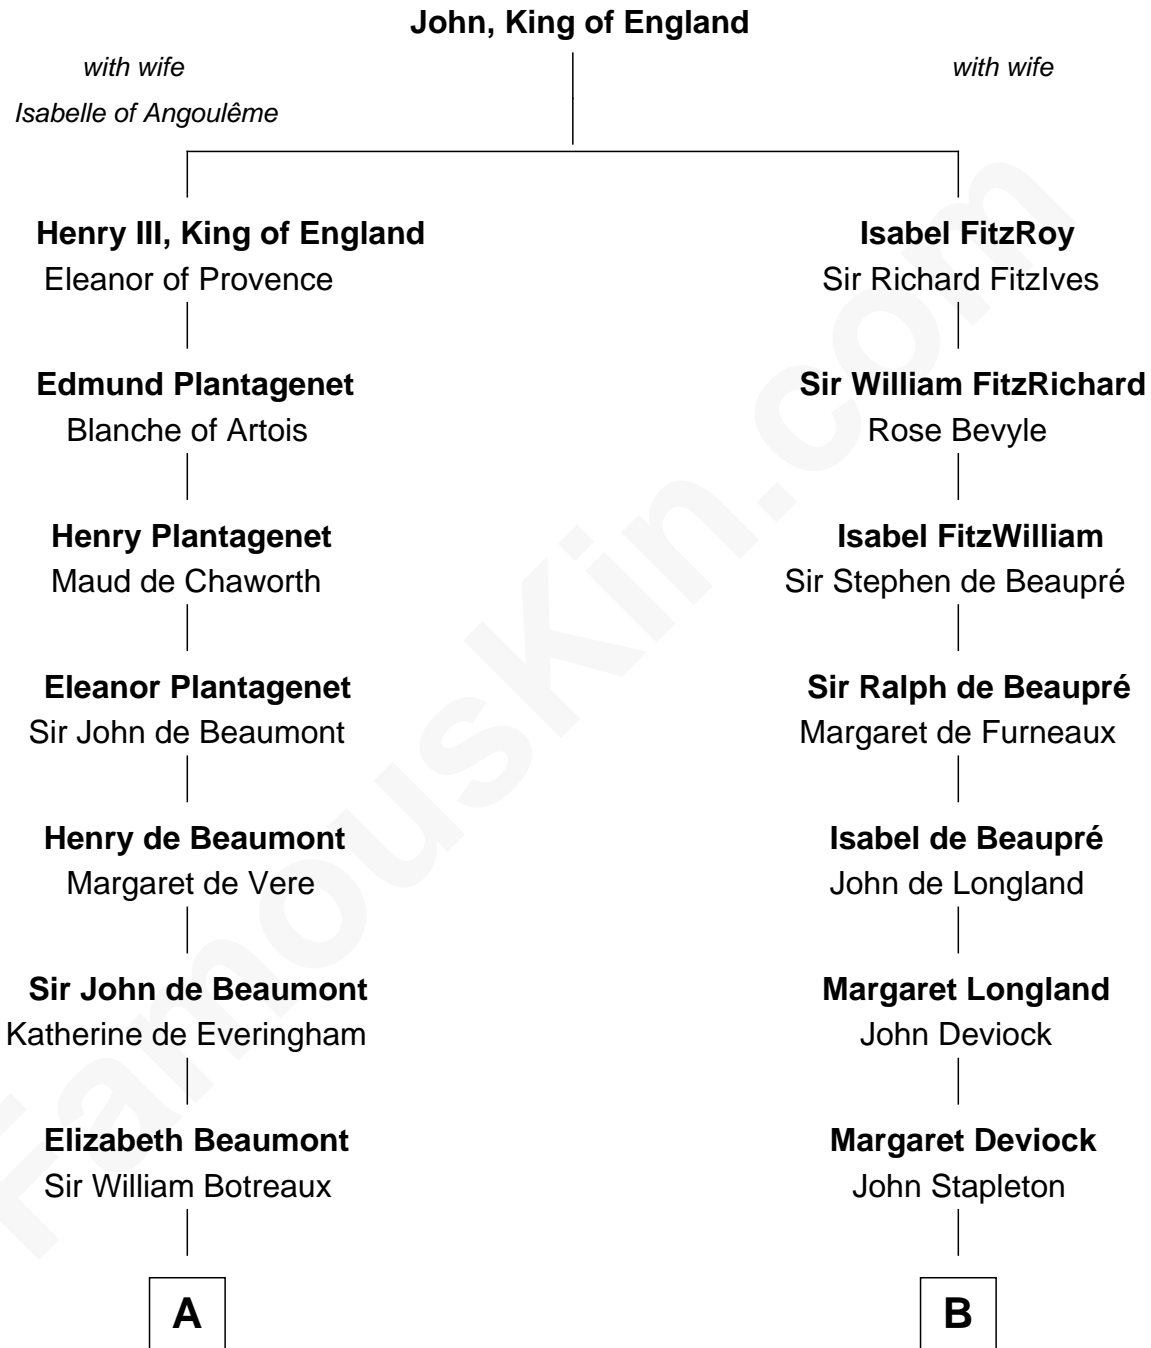 John, King of England
with wife
Isabelle of Angoulême
with wife
Henry III, King of England
Eleanor of Provence
Edmund Plantagenet
Blanche of Artois
Henry Plantagenet
Maud de Chaworth
Eleanor Plantagenet
Sir John de Beaumont
Henry de Beaumont
Margaret de Vere
Sir John de Beaumont
Katherine de Everingham
Elizabeth Beaumont
Sir William Botreaux
A
Isabel FitzRoy
Sir Richard FitzIves
Sir William FitzRichard
Rose Bevyle
Isabel FitzWilliam
Sir Stephen de Beaupré
Sir Ralph de Beaupré
Margaret de Furneaux
Isabel de Beaupré
John de Longland
Margaret Longland
John Deviock
Margaret Deviock
John Stapleton
B
FamousKin.com